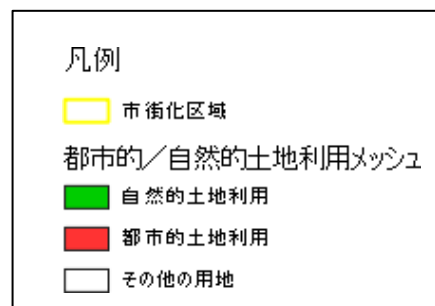 凡例
市街化区域
都市的／自然的土地利用メッシュ
自然的土地利用
都市的土地利用
その他の用地